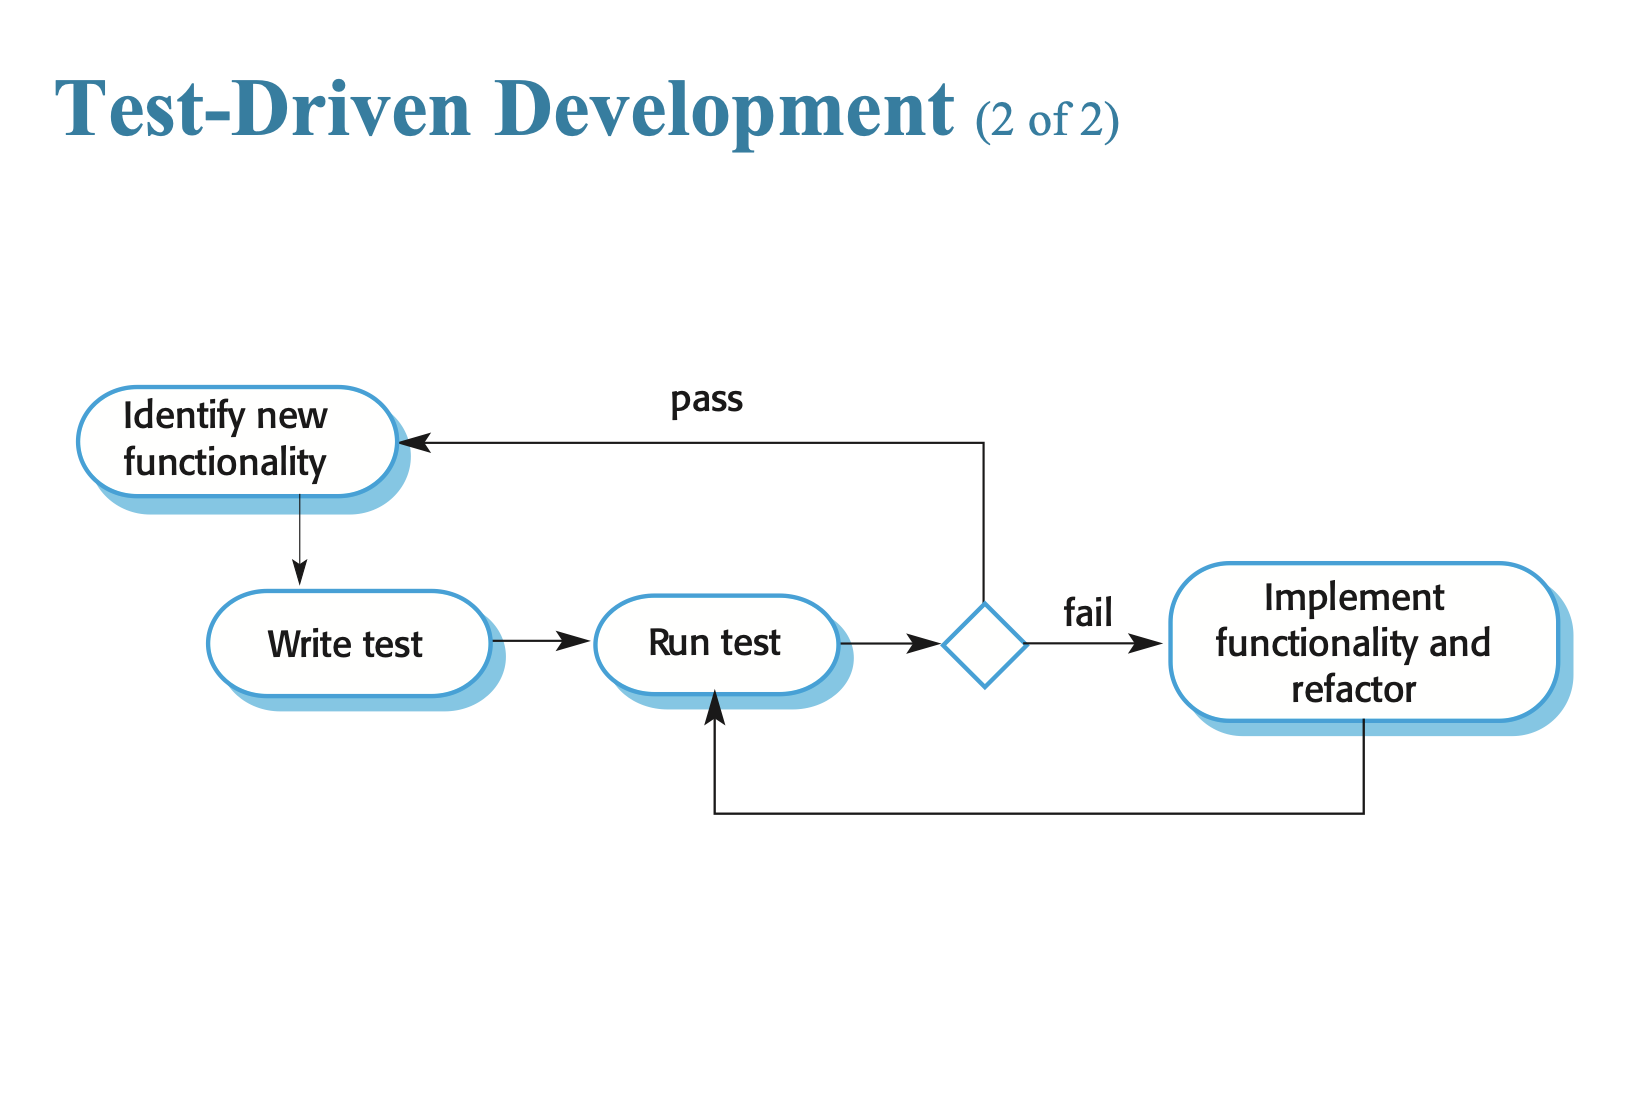 Test-Driven Development (2 of 2)
Identify new
functionality
pass
Write test
Run test
fail
Implement
functionality and
refactor